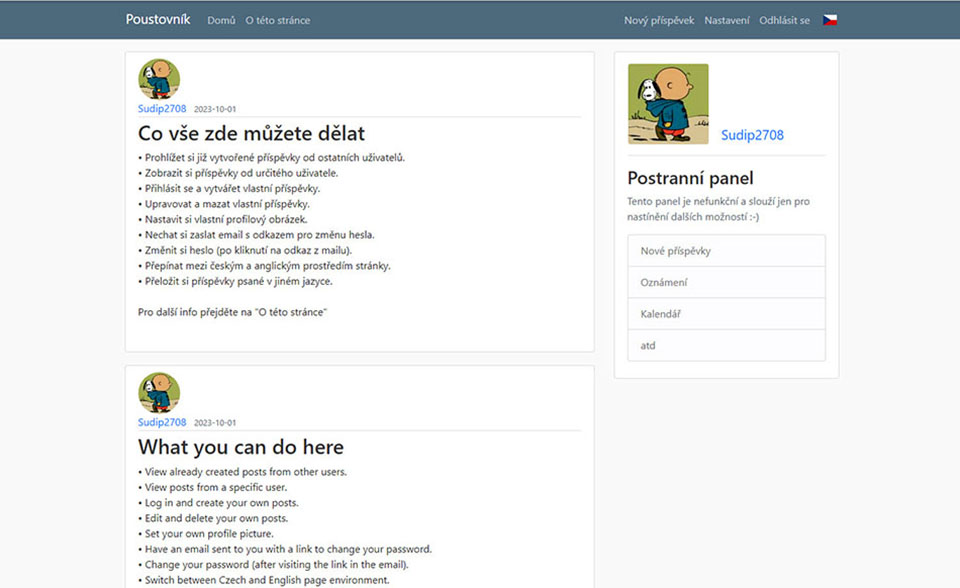 Poustovník Domů O této stránce Nový příspěvek Nastavení Odhlásit se
Sudip2708 2023-10-01
Co vše zde můžete dělat
• Prohlížet si již vytvořené příspěvky od ostatních uživatelů.
• Zobrazit si příspěvky od určitého uživatele.
• Přihlásit se a vytvářet vlastní příspěvky.
• Upravovat a mazat vlastní příspěvky.
• Nastavit si vlastní profilový obrázek.
• Nechat si zaslat email s odkazem pro změnu hesla.
• Změnit si heslo (po kliknutí na odkaz z mailu).
• Přepínat mezi českým a anglickým prostředím stránky.
• Přeložit si příspěvky psané v jiném jazyce.
Pro další info přejděte na "O této stránce"
Sudip2708 2023-10-01
What you can do here
• View already created posts from other users.
• View posts from a specific user.
• Log in and create your own posts.
• Edit and delete your own posts.
• Set your own profile picture.
• Have an email sent to you with a link to change your password.
• Change your password (after visiting the link in the email).
• Switch between Czech and English page environment.
Sudip2708
Postranní panel
Tento panel je nefunkční a slouží jen pro
nastínění dalších možností :-)
Nové příspěvky
Oznámení
Kalendář
atd